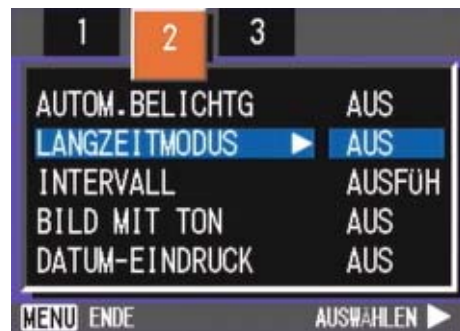 1 2 3
AUTOM.BELICHTG AUS
LANGZEITMODUS ▶ AUS
INTERVALL AUSFÜH
BILD MIT TON AUS
DATUM-EINDRUCK AUS
MENU ENDE AUSWÄHLEN ▶